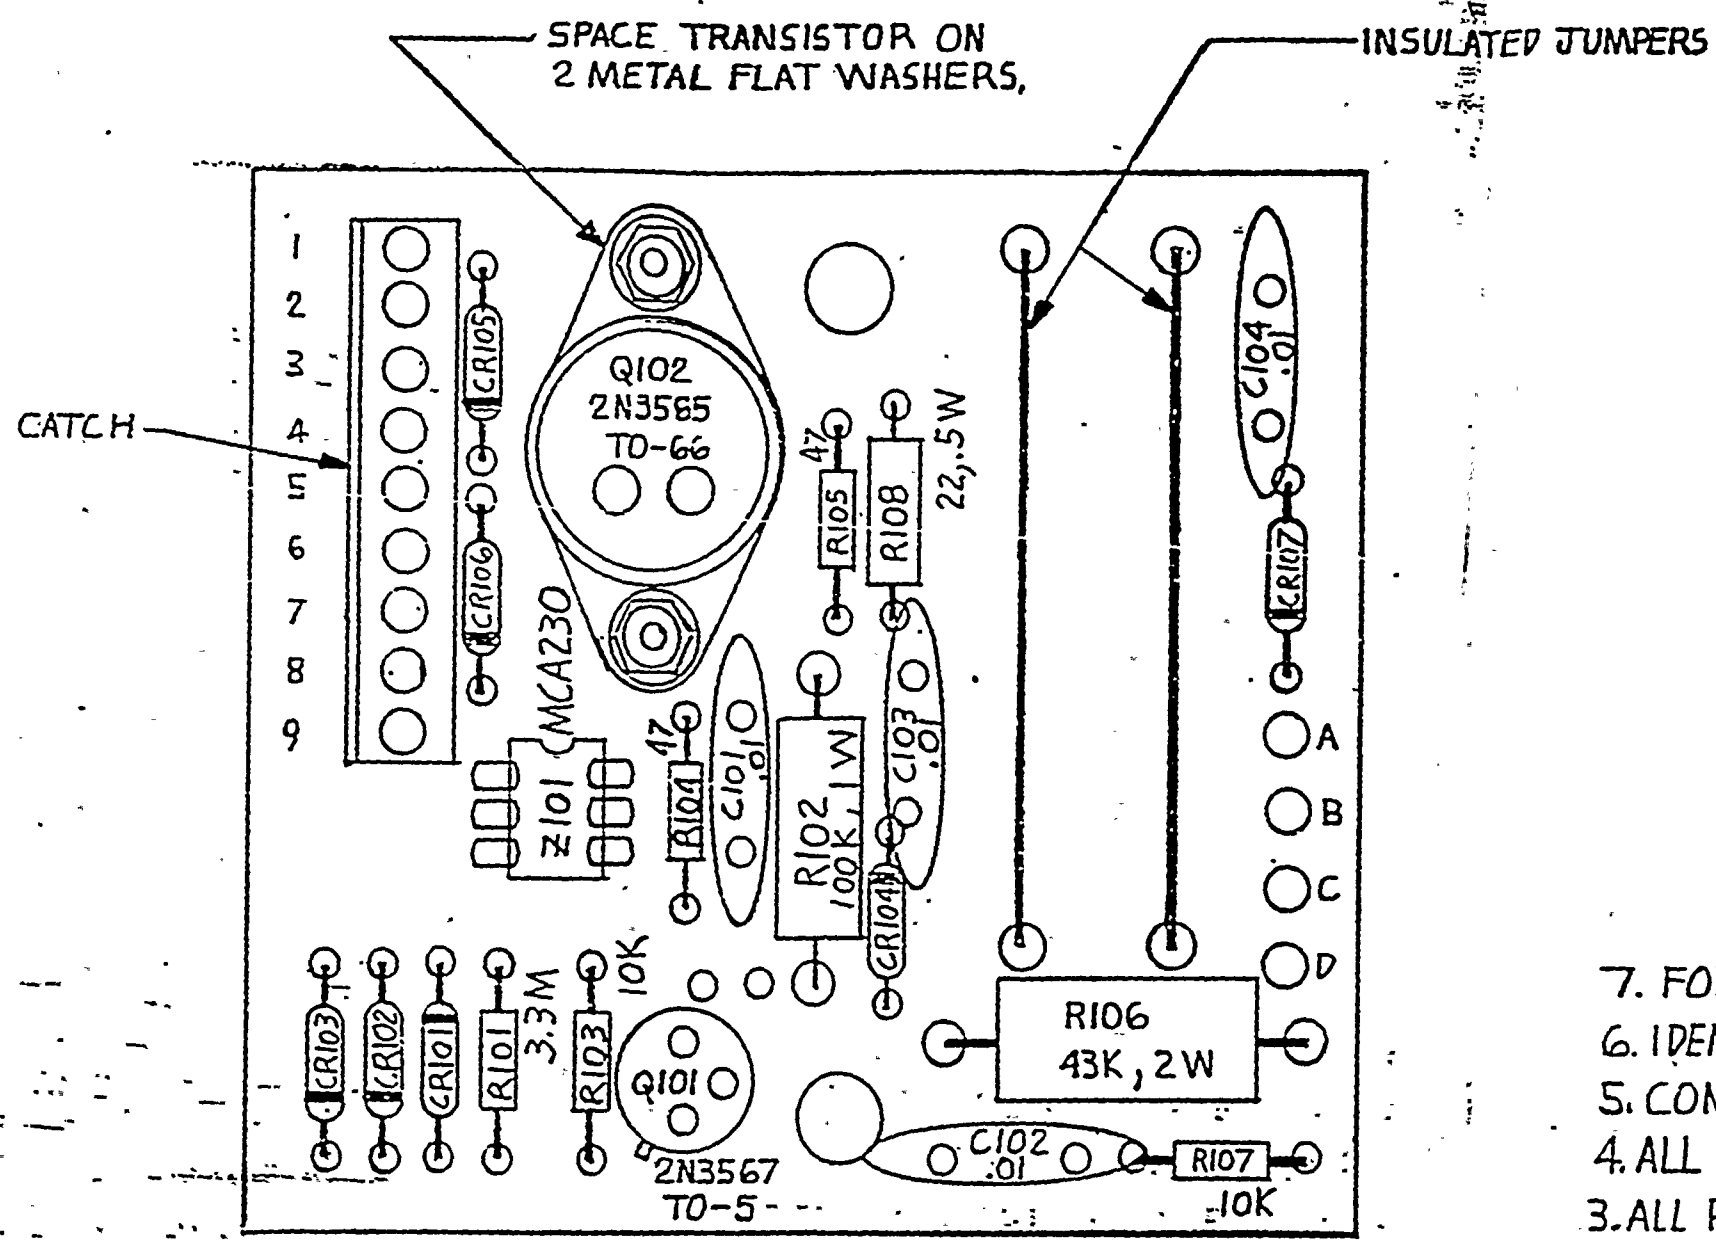 SPACE TRANSISTOR ON
2 METAL FLAT WASHERS.
INSULATED JUMPERS
CATCH
1
2
3
4
5
6
7
8
9
CR105
CR106
Q102
2N3585
TO-66
47
R105
R108
22,.5W
C104
.01
CR107
A
B
C
D
MCA230
Z101
47
R104
C101
.01
R102
100K, 1W
C103
.01
CR104
CR103
CR102
CR101
R101
3.3M
R103
10K
Q101
2N3567
TO-5
R106
43K, 2W
C102
.01
R107
10K
7. FO
6. IDE
5. CON
4. ALL
3. ALL